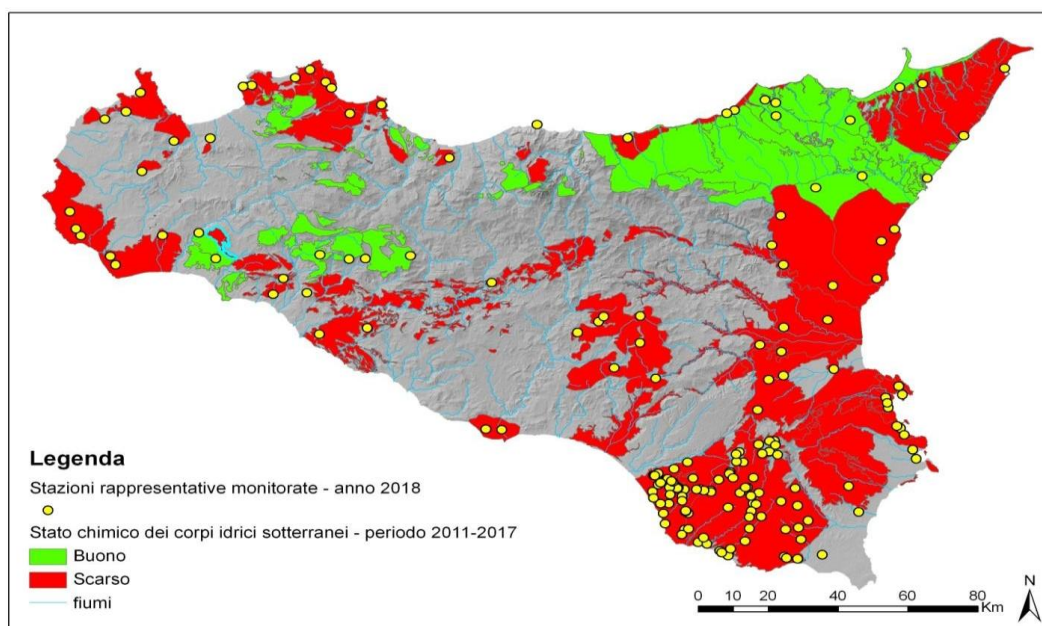 Legenda
Stazioni rappresentative monitorate - anno 2018
Stato chimico dei corpi idrici sotterranei - periodo 2011-2017
Buono
Scarso
fiumi
N
0 10 20 40 60 80
Km